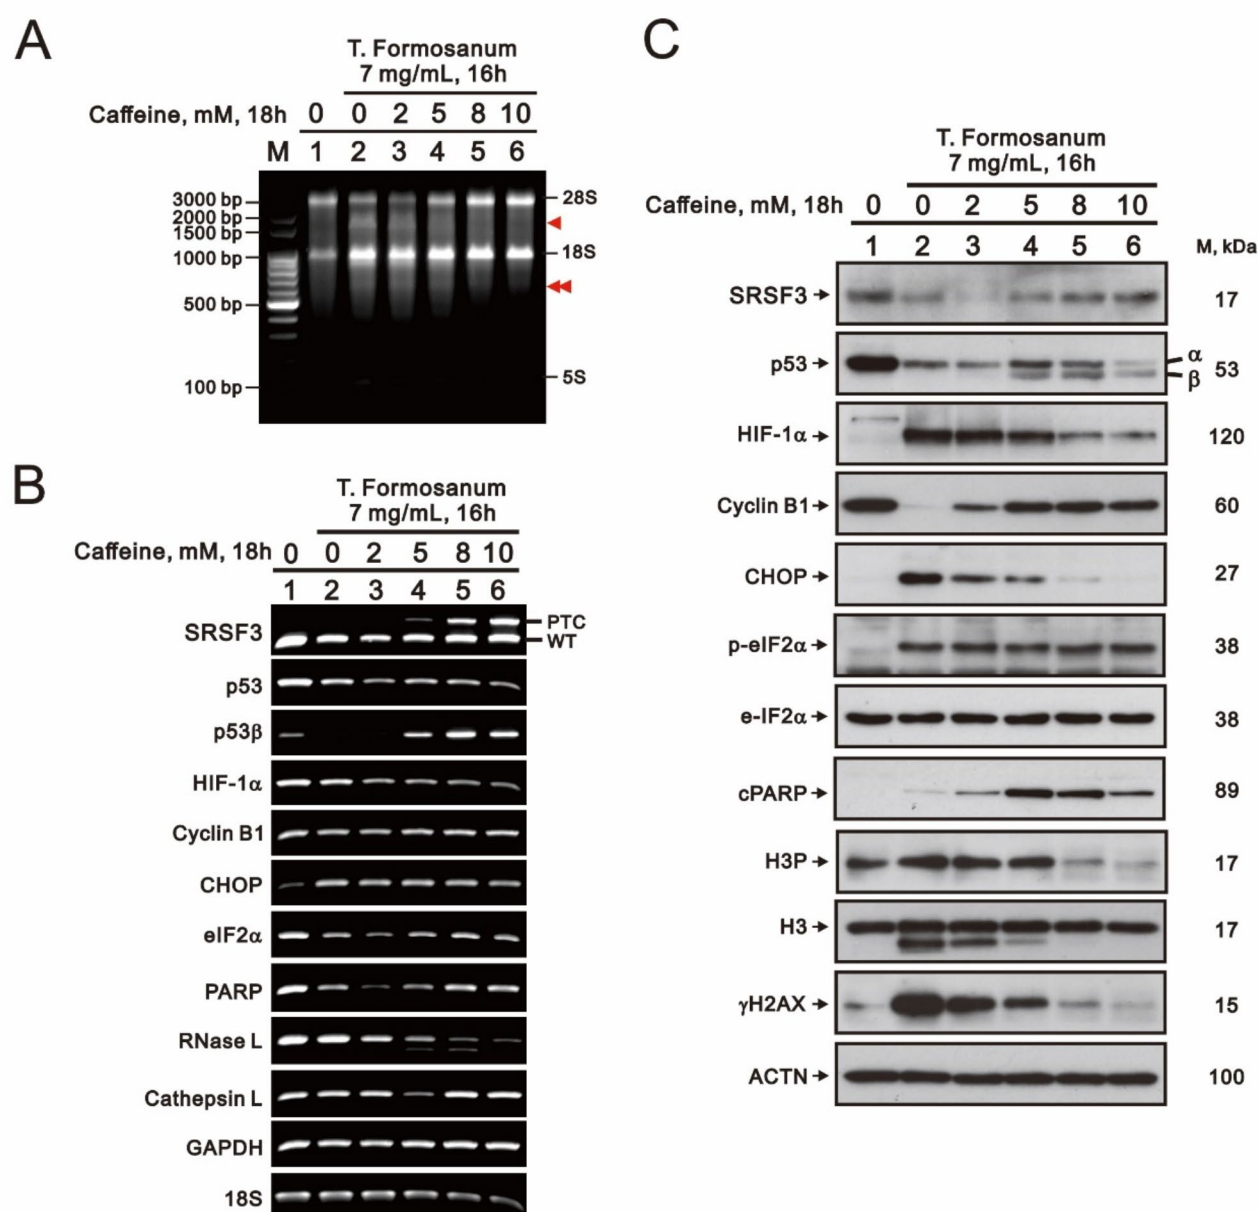 A
T. Formosanum
7 mg/mL, 16h
Caffeine, mM, 18h 0 0 2 5 8 10
M 1 2 3 4 5 6
3000 bp
2000 bp
1500 bp
1000 bp
500 bp
100 bp
28S
18S
5S
B
T. Formosanum
7 mg/mL, 16h
Caffeine, mM, 18h 0 0 2 5 8 10
1 2 3 4 5 6
SRSF3 PTC
WT
p53
p53β
HIF-1α
Cyclin B1
CHOP
eIF2α
PARP
RNase L
Cathepsin L
GAPDH
18S
C
T. Formosanum
7 mg/mL, 16h
Caffeine, mM, 18h 0 0 2 5 8 10
1 2 3 4 5 6 M, kDa
SRSF3 17
p53 α β 53
HIF-1α 120
Cyclin B1 60
CHOP 27
p-eIF2α 38
e-IF2α 38
cPARP 89
H3P 17
H3 17
γH2AX 15
ACTN 100